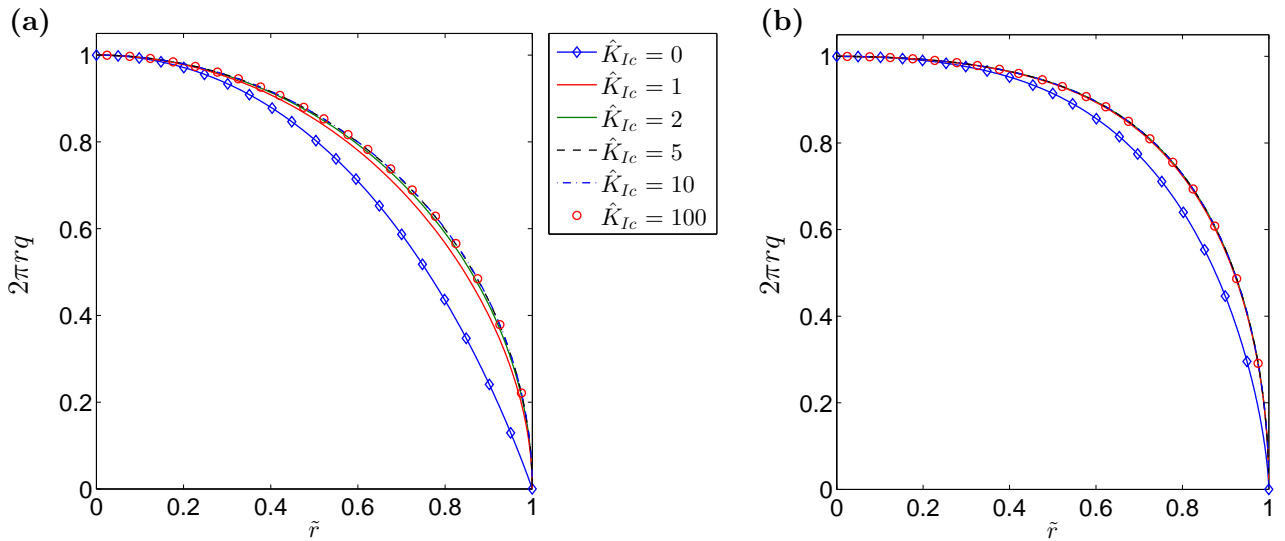 (a)
1
0.8
0.6
0.4
0.2
0
0 0.2 0.4 0.6 0.8 1
2πrq
r̃
K̂_{Ic} = 0
K̂_{Ic} = 1
K̂_{Ic} = 2
K̂_{Ic} = 5
K̂_{Ic} = 10
K̂_{Ic} = 100
(b)
1
0.8
0.6
0.4
0.2
0
0 0.2 0.4 0.6 0.8 1
2πrq
r̃